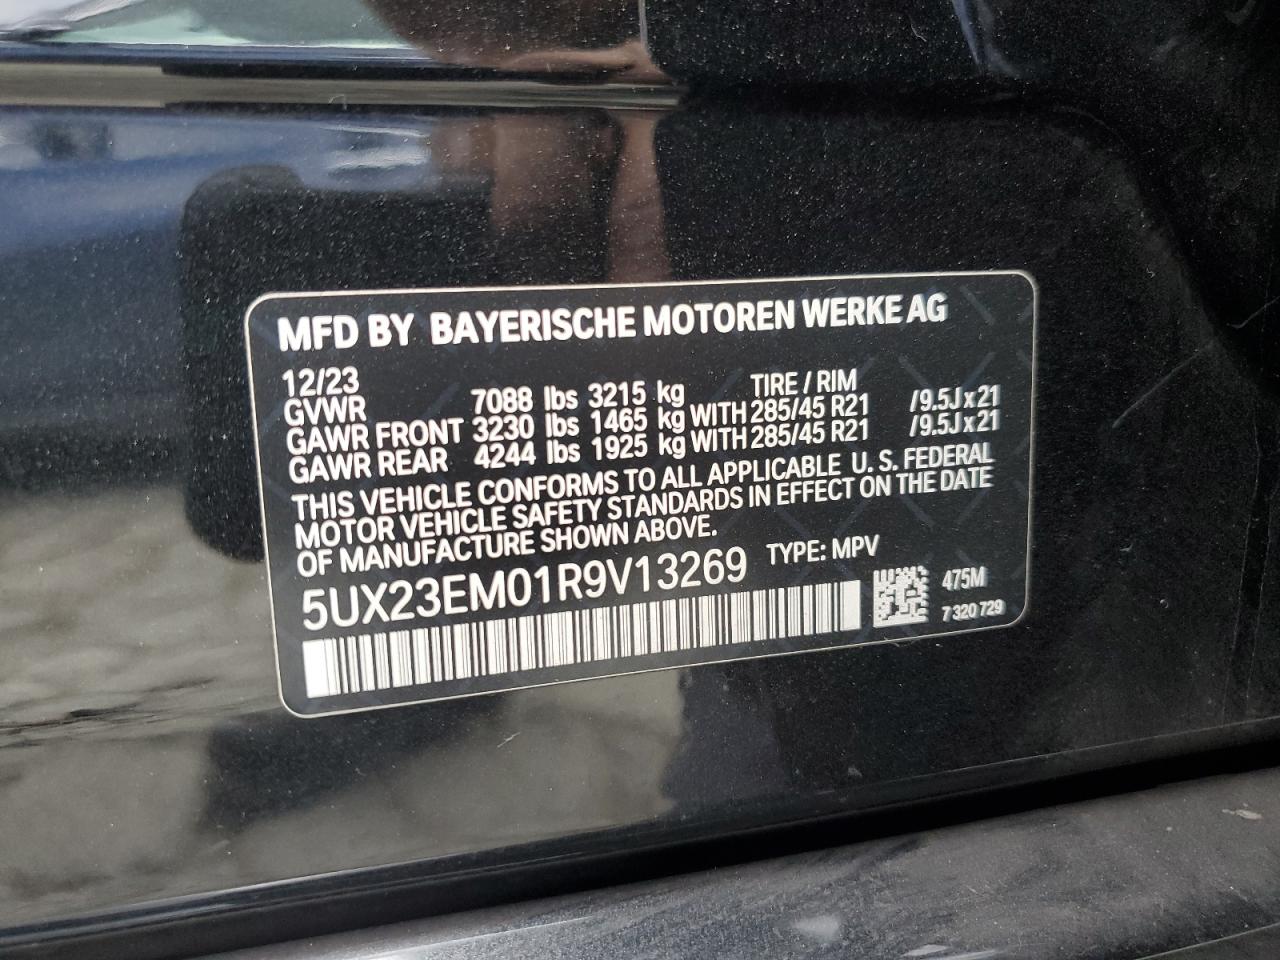 MFD BY BAYERISCHE MOTOREN WERKE AG
12/23 TIRE / RIM
GVWR 7088 lbs 3215 kg
GAWR FRONT 3230 lbs 1465 kg WITH 285/45 R21 /9.5J x 21
GAWR REAR 4244 lbs 1925 kg WITH 285/45 R21 /9.5J x 21
THIS VEHICLE CONFORMS TO ALL APPLICABLE U. S. FEDERAL
MOTOR VEHICLE SAFETY STANDARDS IN EFFECT ON THE DATE
OF MANUFACTURE SHOWN ABOVE.
5UX23EM01R9V13269 TYPE: MPV
475M
7 320 729